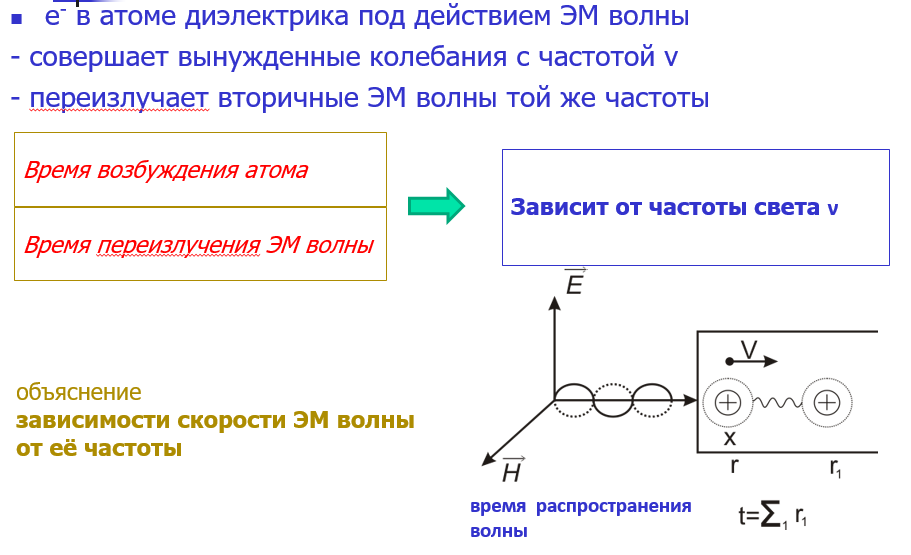 e⁻ в атоме диэлектрика под действием ЭМ волны
- совершает вынужденные колебания с частотой ν
- переизлучает вторичные ЭМ волны той же частоты
Время возбуждения атома
Время переизлучения ЭМ волны
Зависит от частоты света ν
E
V
объяснение
зависимости скорости ЭМ волны
от её частоты
x
H
r r₁
время распространения
волны
t=Σ₁ r₁